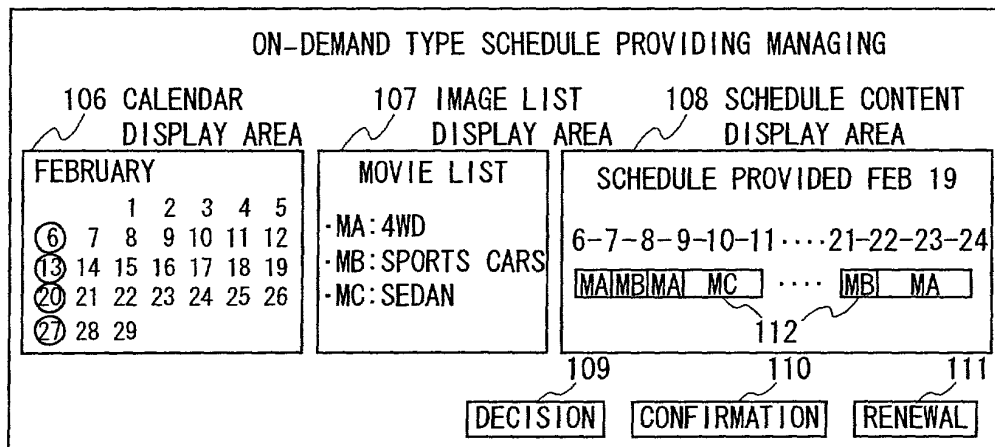 ON-DEMAND TYPE SCHEDULE PROVIDING MANAGING
106 CALENDAR DISPLAY AREA
FEBRUARY
1 2 3 4 5
6 7 8 9 10 11 12
13 14 15 16 17 18 19
20 21 22 23 24 25 26
27 28 29
107 IMAGE LIST DISPLAY AREA
MOVIE LIST
·MA:4WD
·MB:SPORTS CARS
·MC:SEDAN
108 SCHEDULE CONTENT DISPLAY AREA
SCHEDULE PROVIDED FEB 19
6-7-8-9-10-11····21-22-23-24
MA MB MA MC ···· MB MA
112
109
DECISION
110
CONFIRMATION
111
RENEWAL